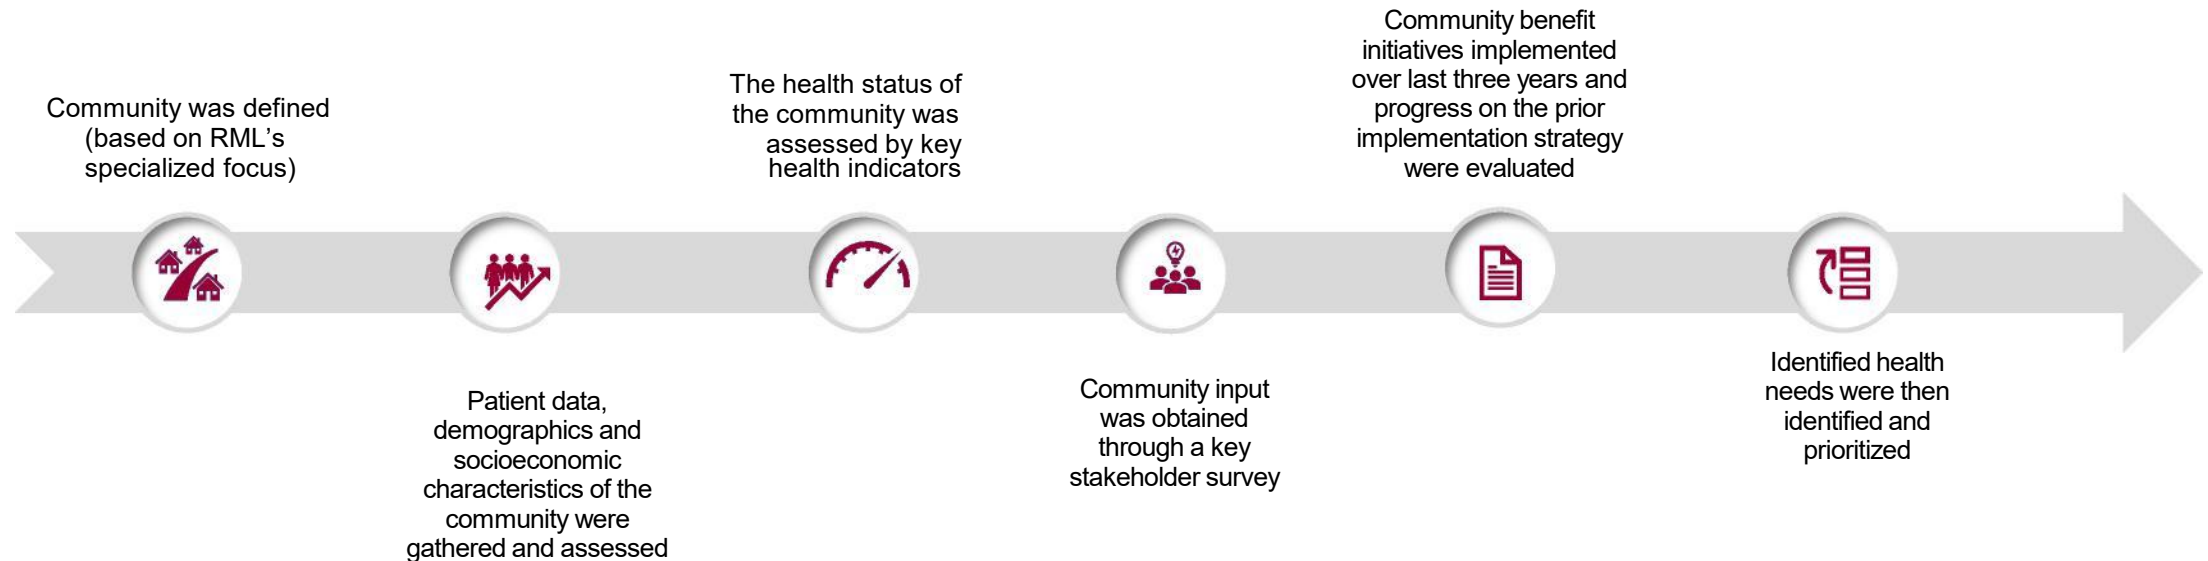 Community was defined
(based on RML’s
specialized focus)
Patient data,
demographics and
socioeconomic
characteristics of the
community were
gathered and assessed
The health status of
the community was
assessed by key
health indicators
Community input
was obtained
through a key
stakeholder survey
Community benefit
initiatives implemented
over last three years and
progress on the prior
implementation strategy
were evaluated
Identified health
needs were then
identified and
prioritized